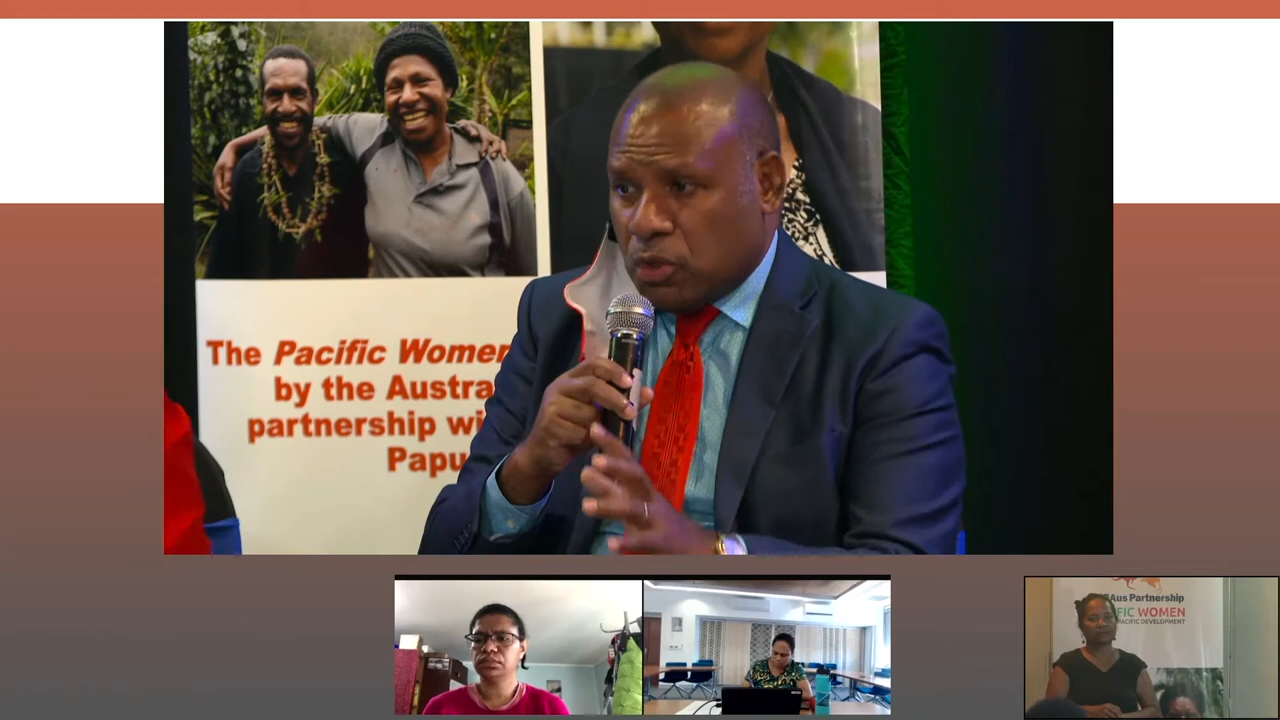 The Pacific Women
by the Austra
partnership wi
Papu
Aus Partnership
FIC WOMEN
PACIFIC DEVELOPMENT